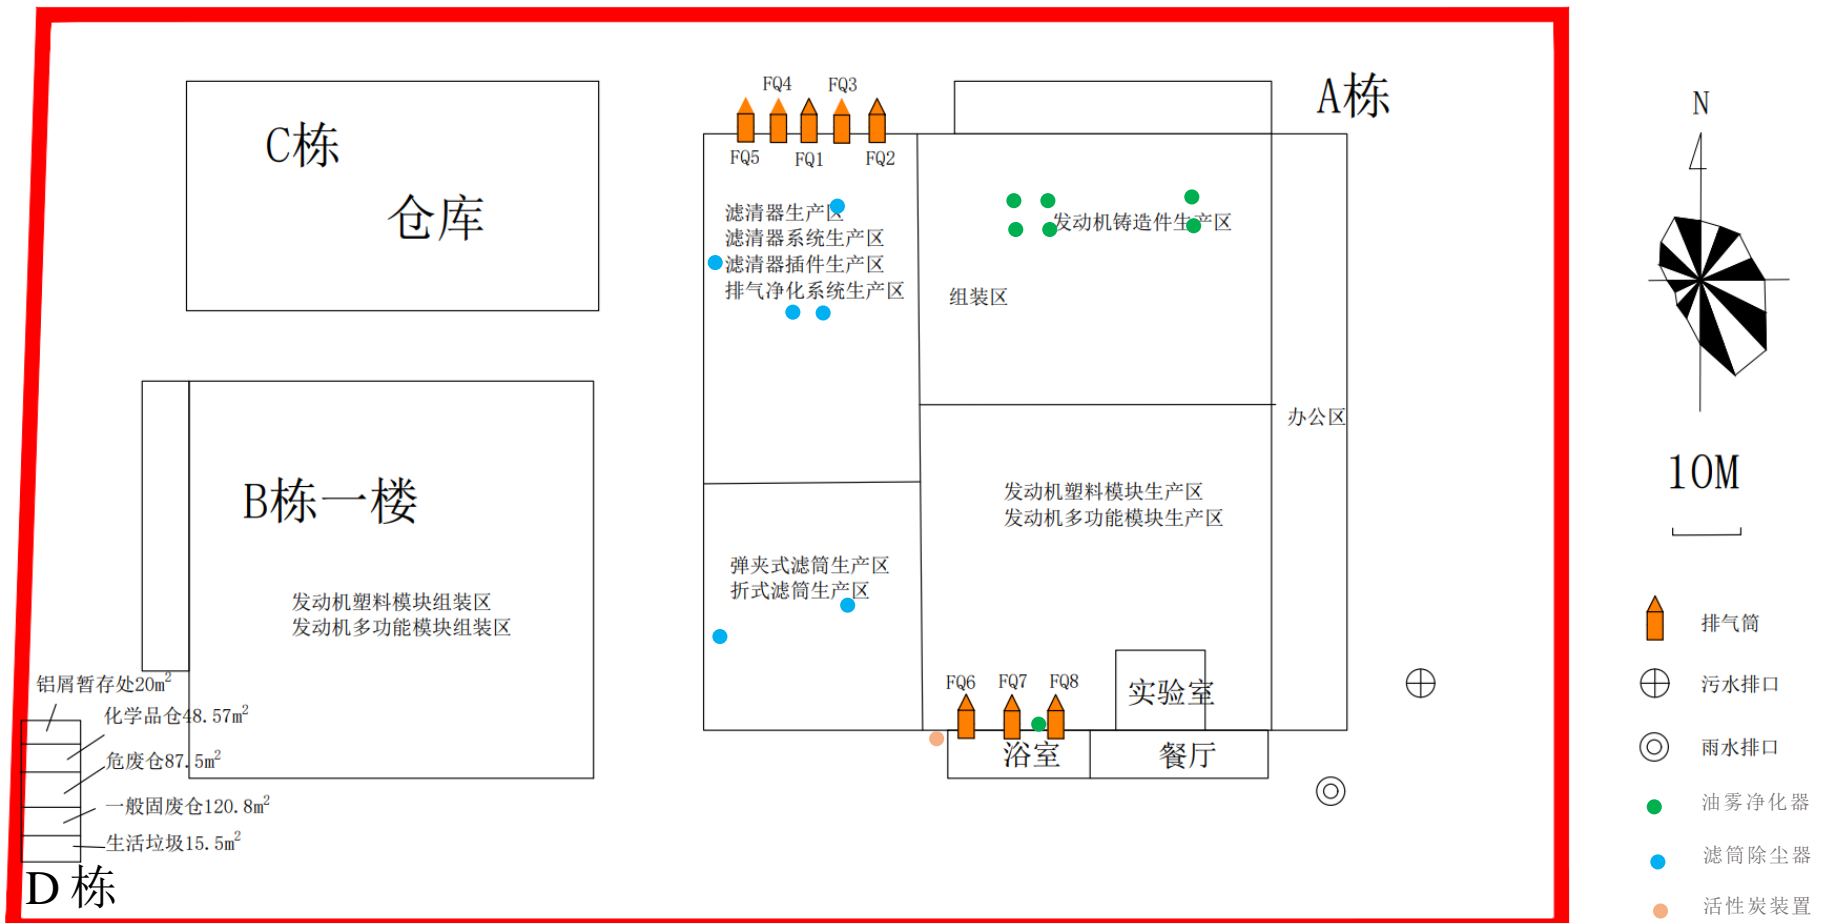 C栋
仓库
FQ4
FQ3
FQ5
FQ1
FQ2
A栋
滤清器生产区
滤清器系统生产区
滤清器插件生产区
排气净化系统生产区
发动机铸造件生产区
组装区
办公区
B栋一楼
发动机塑料模块组装区
发动机多功能模块组装区
发动机塑料模块生产区
发动机多功能模块生产区
弹夹式滤筒生产区
折式滤筒生产区
FQ6
FQ7
FQ8
实验室
浴室
餐厅
铝屑暂存处20m²
化学品仓48.57m²
危废仓87.5m²
一般固废仓120.8m²
生活垃圾15.5m²
D栋
N
10M
排气筒
污水排口
雨水排口
油雾净化器
滤筒除尘器
活性炭装置